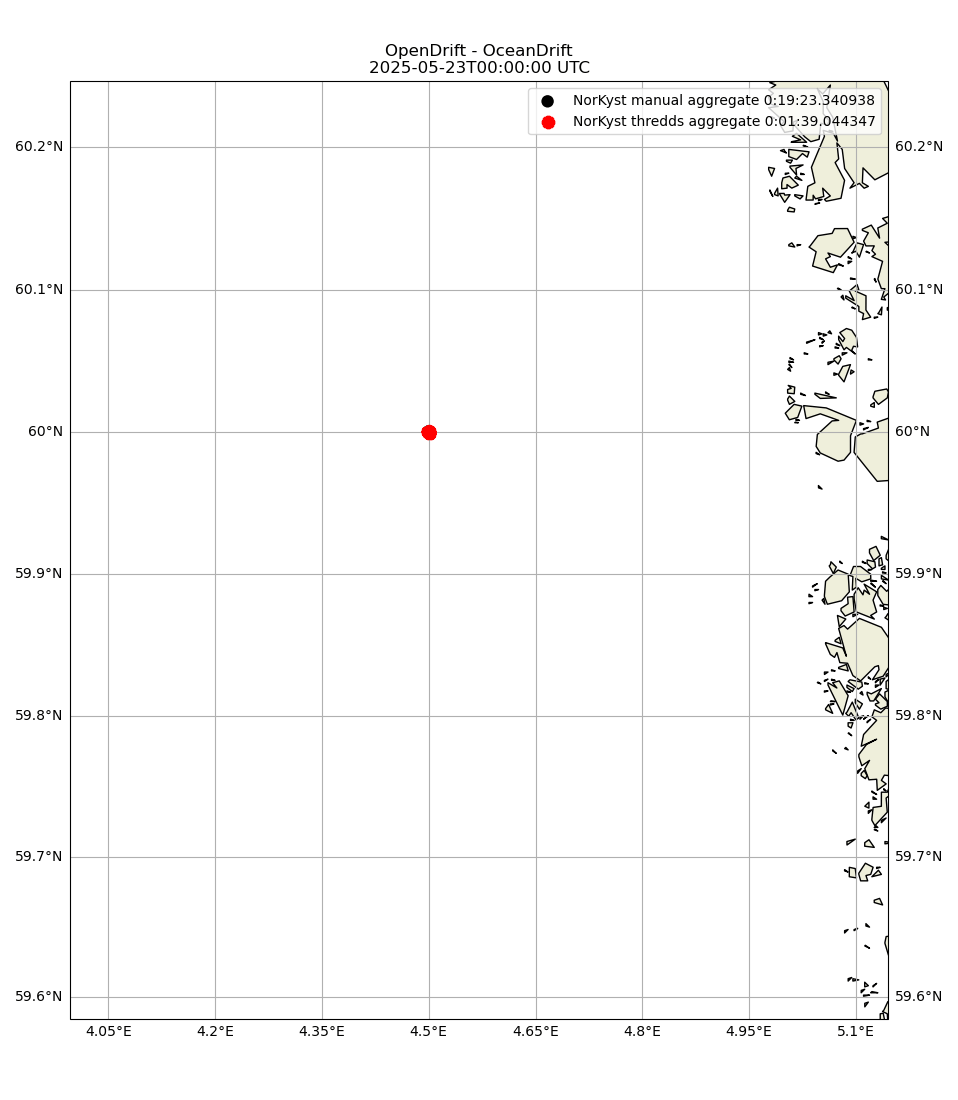 OpenDrift - OceanDrift
2025-05-23T00:00:00 UTC
NorKyst manual aggregate 0:19:23.340938
NorKyst thredds aggregate 0:01:39.044347
60.2°N 60.2°N
60.1°N 60.1°N
60°N 60°N
59.9°N 59.9°N
59.8°N 59.8°N
59.7°N 59.7°N
59.6°N 59.6°N
4.05°E 4.2°E 4.35°E 4.5°E 4.65°E 4.8°E 4.95°E 5.1°E